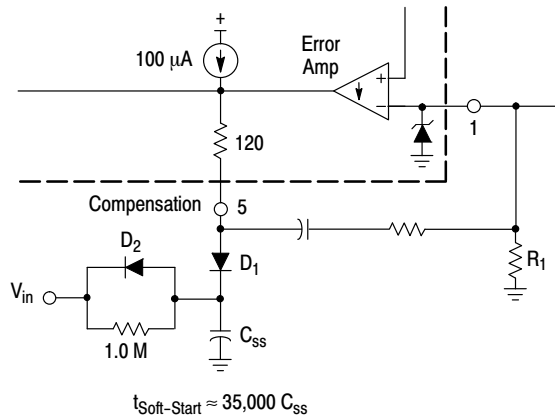 +
100 µA
Error
Amp
+
−
1
120
Compensation 5
D2
D1
R1
Vin
Css
1.0 M
tSoft−Start ≈ 35,000 Css